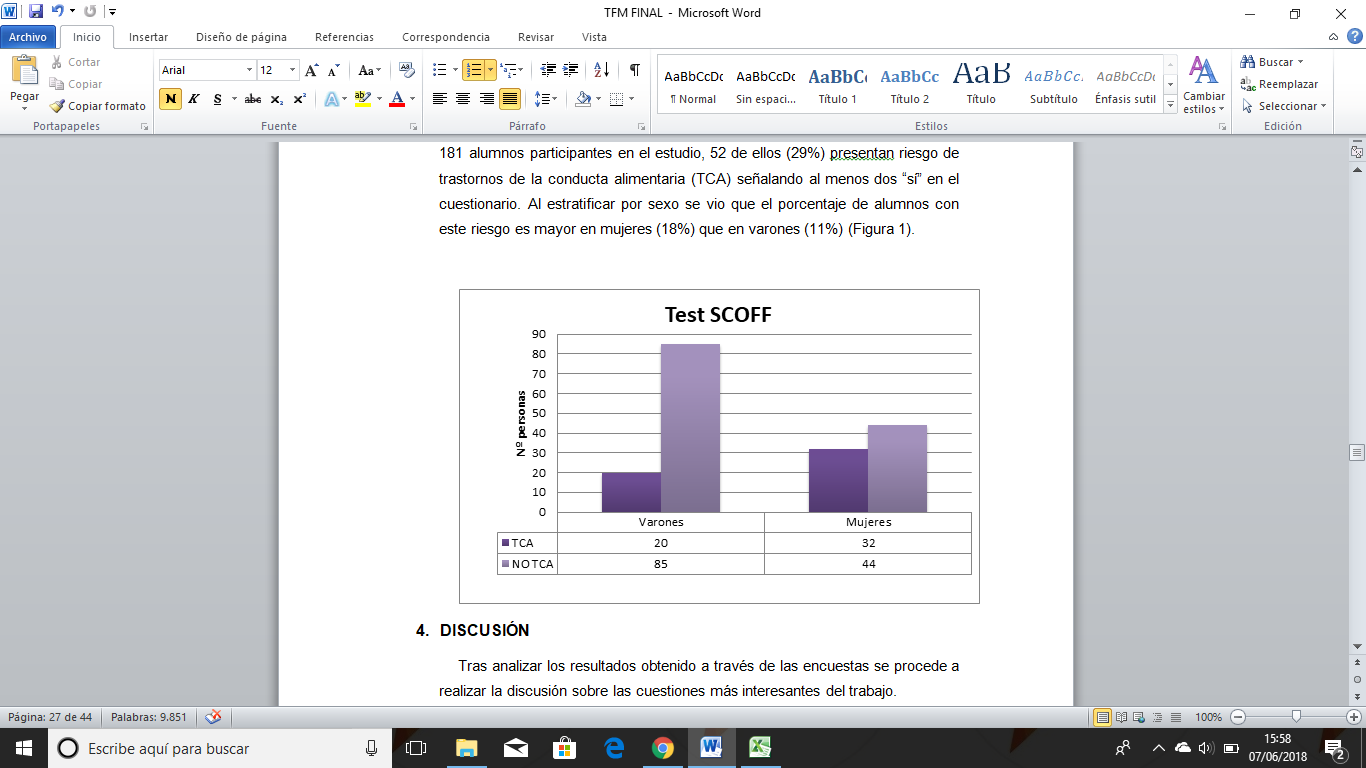 TFM FINAL - Microsoft Word
Archivo Inicio Insertar Diseño de página Referencias Correspondencia Revisar Vista
Pegar
Cortar
Copiar
Copiar formato
Portapapeles
Arial 12
N K S abc x₂ x²
Fuente
Párrafo
AaBbCcDc AaBbCcDc AaBbCc AaBbCc AaB AaBbCc. AaBbCcDc
¶ Normal Sin espaci... Título 1 Título 2 Título Subtítulo Énfasis sutil
Cambiar estilos
Estilos
Buscar
Reemplazar
Seleccionar
Edición
181 alumnos participantes en el estudio, 52 de ellos (29%) presentan riesgo de
trastornos de la conducta alimentaria (TCA) señalando al menos dos “sí” en el
cuestionario. Al estratificar por sexo se vio que el porcentaje de alumnos con
este riesgo es mayor en mujeres (18%) que en varones (11%) (Figura 1).
Test SCOFF
Nº personas
90
80
70
60
50
40
30
20
10
0
Varones Mujeres
TCA 20 32
NO TCA 85 44
4. DISCUSIÓN
Tras analizar los resultados obtenido a través de las encuestas se procede a
realizar la discusión sobre las cuestiones más interesantes del trabajo.
Página: 27 de 44 Palabras: 9.851 100%
Escribe aquí para buscar
15:58
07/06/2018
2